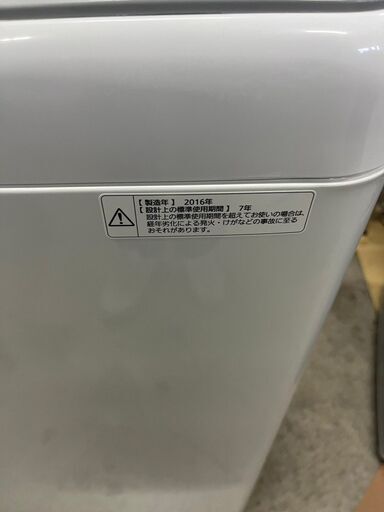 【製造年】 2016年
【設計上の標準使用期間】 7年
設計上の標準使用期間を超えてお使いの場合は、
経年劣化による発火・けがなどの事故に至る
おそれがあります。